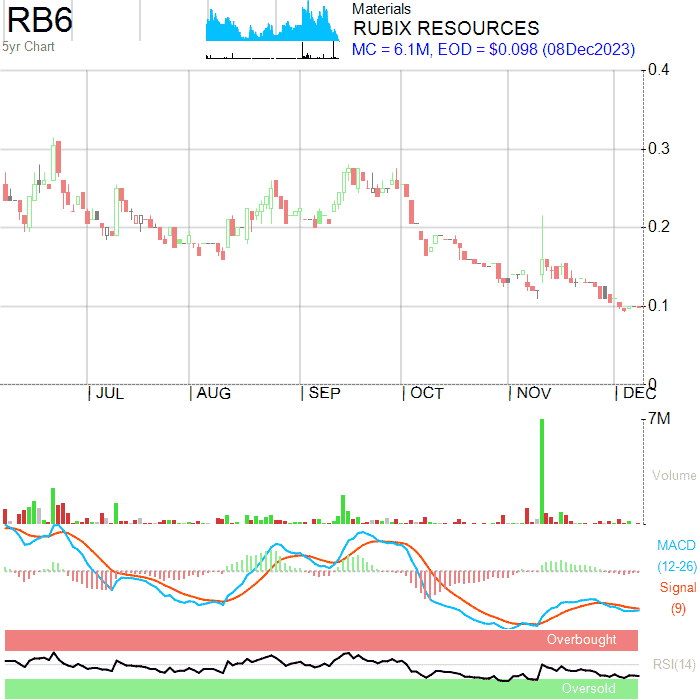 RB6
5yr Chart
Materials
RUBIX RESOURCES
MC = 6.1M, EOD = $0.098 (08Dec2023)
0.4
0.3
0.2
0.1
0
JUL AUG SEP OCT NOV DEC
7M
Volume
MACD
(12-26)
Signal
(9)
Overbought
RSI(14)
Oversold